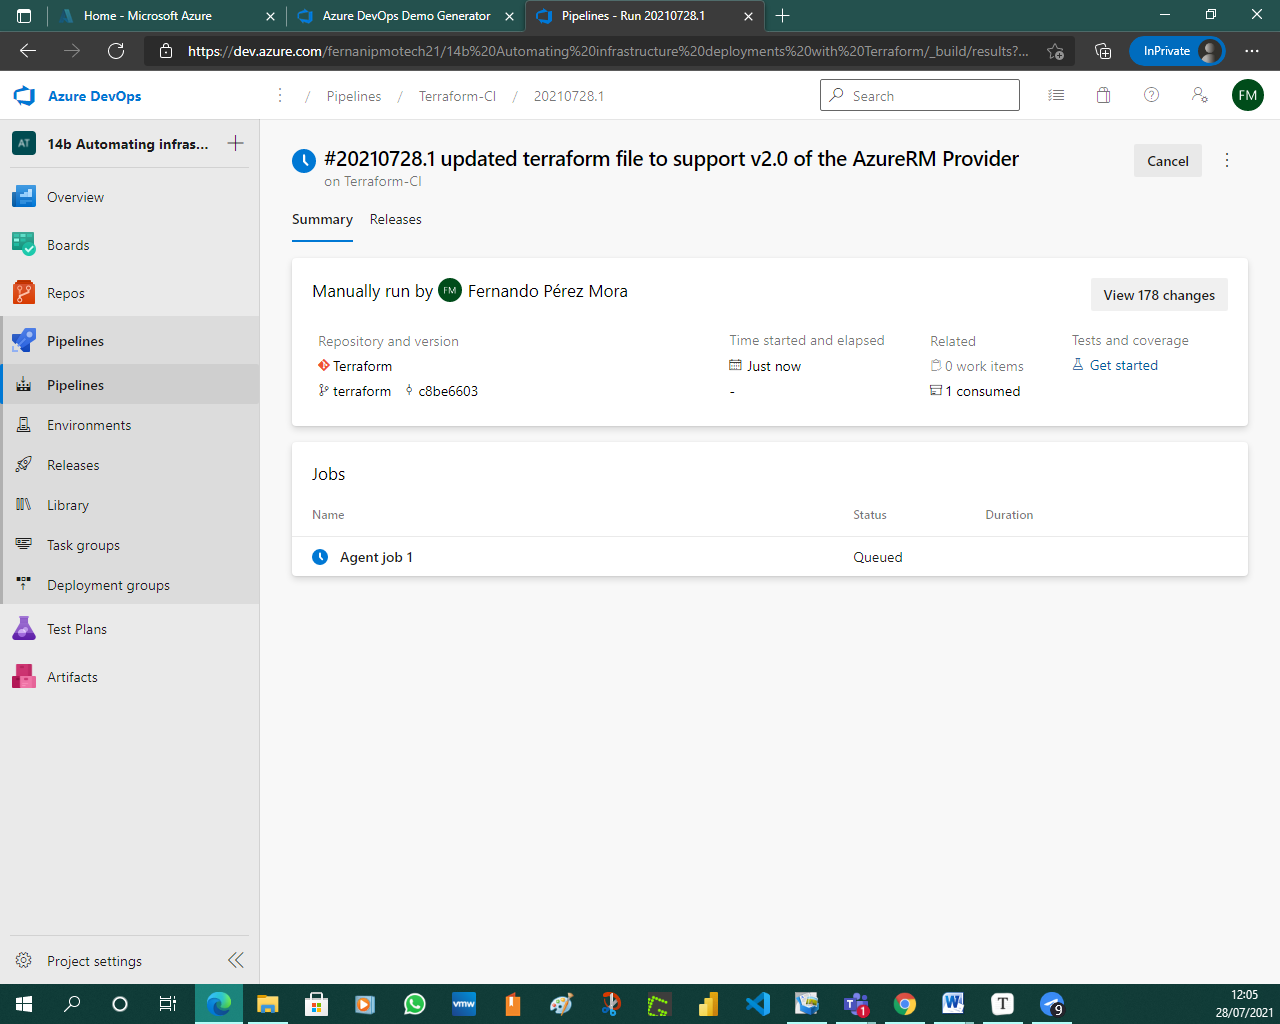 Home - Microsoft Azure
Azure DevOps Demo Generator
Pipelines - Run 20210728.1
https://dev.azure.com/fernanipmotech21/14b%20Automating%20infrastructure%20deployments%20with%20Terraform/_build/results?...
InPrivate
Azure DevOps
/ Pipelines / Terraform-CI / 20210728.1
Search
FM
AT 14b Automating infras...
Overview
Boards
Repos
Pipelines
Pipelines
Environments
Releases
Library
Task groups
Deployment groups
Test Plans
Artifacts
Project settings
#20210728.1 updated terraform file to support v2.0 of the AzureRM Provider
on Terraform-CI
Cancel
Summary Releases
Manually run by FM Fernando Pérez Mora
View 178 changes
Repository and version Time started and elapsed Related Tests and coverage
Terraform Just now 0 work items Get started
terraform c8be6603 - 1 consumed
Jobs
Name Status Duration
Agent job 1 Queued
vmw
1
W
T
9
12:05
28/07/2021